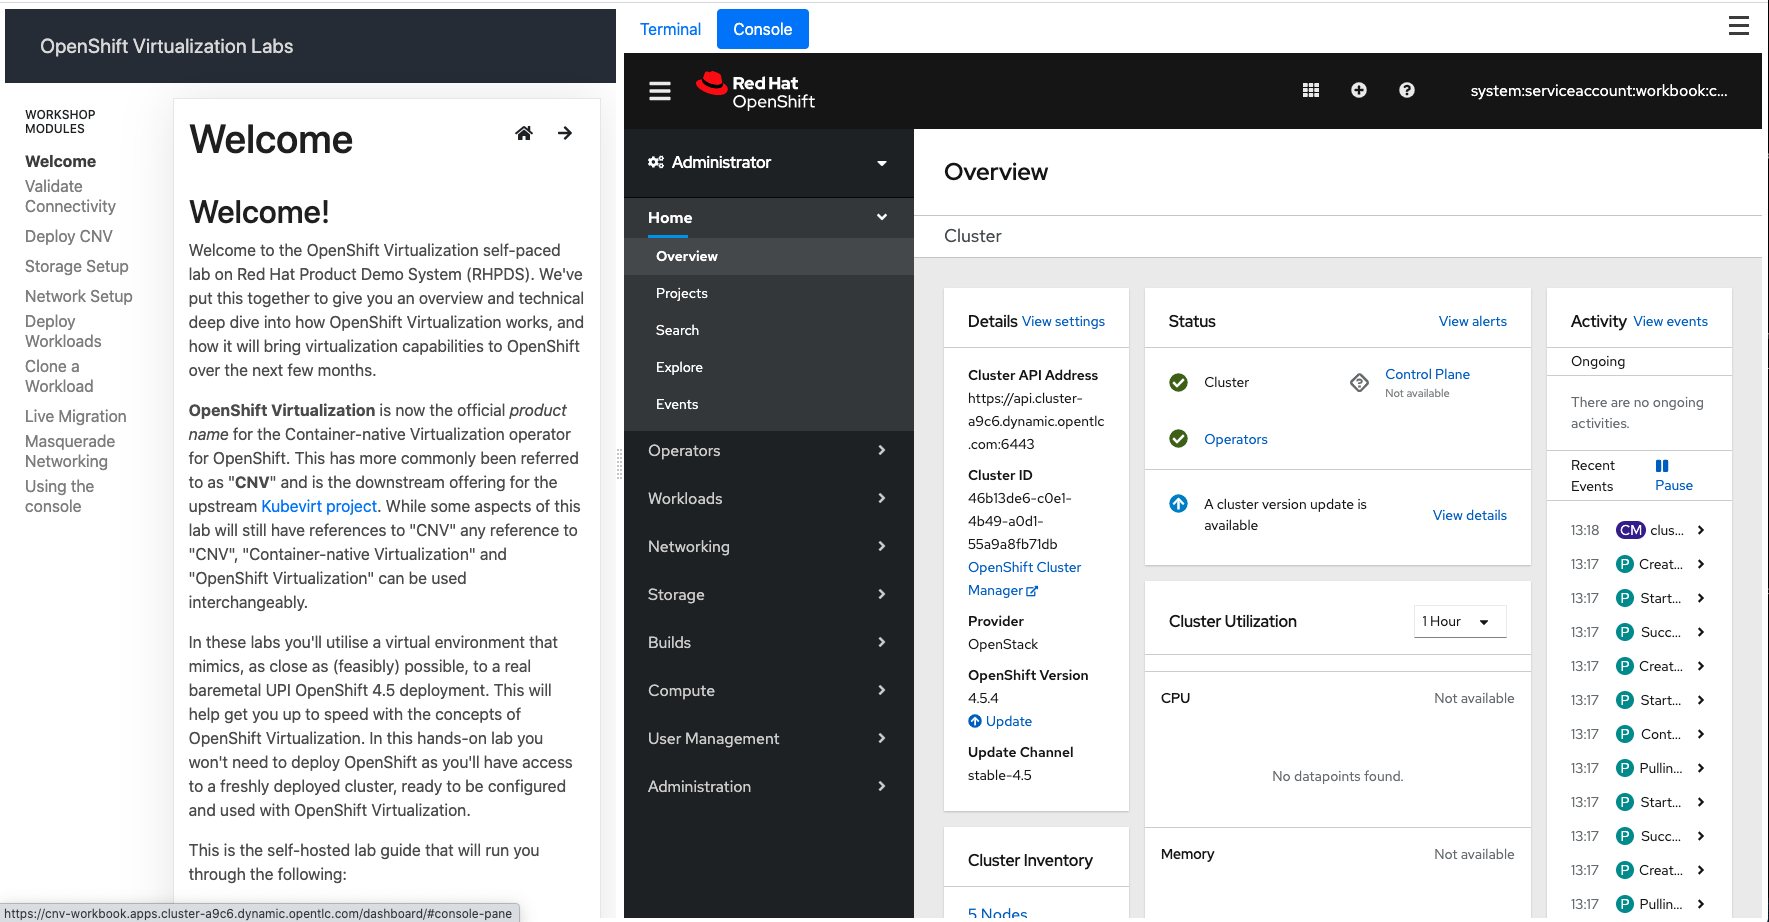 OpenShift Virtualization Labs
WORKSHOP
MODULES
Welcome
Validate
Connectivity
Deploy CNV
Storage Setup
Network Setup
Deploy
Workloads
Clone a
Workload
Live Migration
Masquerade
Networking
Using the
console
Welcome
Welcome!
Welcome to the OpenShift Virtualization self-paced
lab on Red Hat Product Demo System (RHPDS). We've
put this together to give you an overview and technical
deep dive into how OpenShift Virtualization works, and
how it will bring virtualization capabilities to OpenShift
over the next few months.
OpenShift Virtualization is now the official product
name for the Container-native Virtualization operator
for OpenShift. This has more commonly been referred
to as "CNV" and is the downstream offering for the
upstream Kubevirt project. While some aspects of this
lab will still have references to "CNV" any reference to
"CNV", "Container-native Virtualization" and
"OpenShift Virtualization" can be used
interchangeably.
In these labs you'll utilise a virtual environment that
mimics, as close as (feasibly) possible, to a real
baremetal UPI OpenShift 4.5 deployment. This will
help get you up to speed with the concepts of
OpenShift Virtualization. In this hands-on lab you
won't need to deploy OpenShift as you'll have access
to a freshly deployed cluster, ready to be configured
and used with OpenShift Virtualization.
This is the self-hosted lab guide that will run you
through the following:
https://cnv-workbook.apps.cluster-a9c6.dynamic.opentlc.com/dashboard/#console-pane
Terminal
Console
Red Hat
OpenShift
system:serviceaccount:workbook:c...
Administrator
Home
Overview
Projects
Search
Explore
Events
Operators
Workloads
Networking
Storage
Builds
Compute
User Management
Administration
Overview
Cluster
Details View settings
Cluster API Address
https://api.cluster-
a9c6.dynamic.opentlc
.com:6443
Cluster ID
46b13de6-c0e1-
4b49-a0d1-
55a9a8fb71db
OpenShift Cluster
Manager
Provider
OpenStack
OpenShift Version
4.5.4
Update
Update Channel
stable-4.5
Cluster Inventory
5 Nodes
Status View alerts
Cluster
Control Plane
Not available
Operators
A cluster version update is
available
View details
Cluster Utilization
1 Hour
CPU Not available
No datapoints found.
Memory Not available
Activity View events
Ongoing
There are no ongoing
activities.
Recent
Events
Pause
13:18 CM clus...
13:17 P Creat...
13:17 P Start...
13:17 P Succ...
13:17 P Creat...
13:17 P Start...
13:17 P Cont...
13:17 P Pullin...
13:17 P Start...
13:17 P Succ...
13:17 P Creat...
13:17 P Pullin...